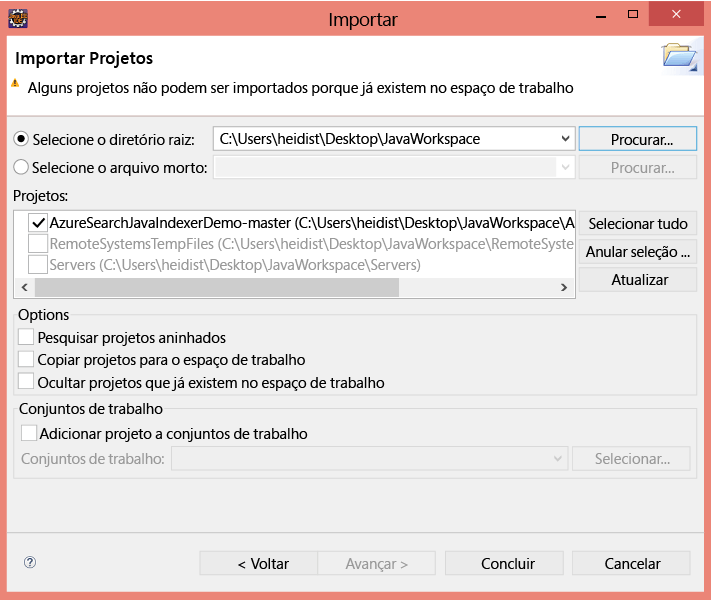 Importar
Importar Projetos
Alguns projetos não podem ser importados porque já existem no espaço de trabalho
Selecione o diretório raiz: C:\Users\heidist\Desktop\JavaWorkspace Procurar...
Selecione o arquivo morto: Procurar...
Projetos:
AzureSearchJavaIndexerDemo-master (C:\Users\heidist\Desktop\JavaWorkspace\A Selecionar tudo
RemoteSystemsTempFiles (C:\Users\heidist\Desktop\JavaWorkspace\RemoteSyste Anular seleção ...
Servers (C:\Users\heidist\Desktop\JavaWorkspace\Servers) Atualizar
Options
Pesquisar projetos aninhados
Copiar projetos para o espaço de trabalho
Ocultar projetos que já existem no espaço de trabalho
Conjuntos de trabalho
Adicionar projeto a conjuntos de trabalho
Conjuntos de trabalho: Selecionar...
? < Voltar Avançar > Concluir Cancelar